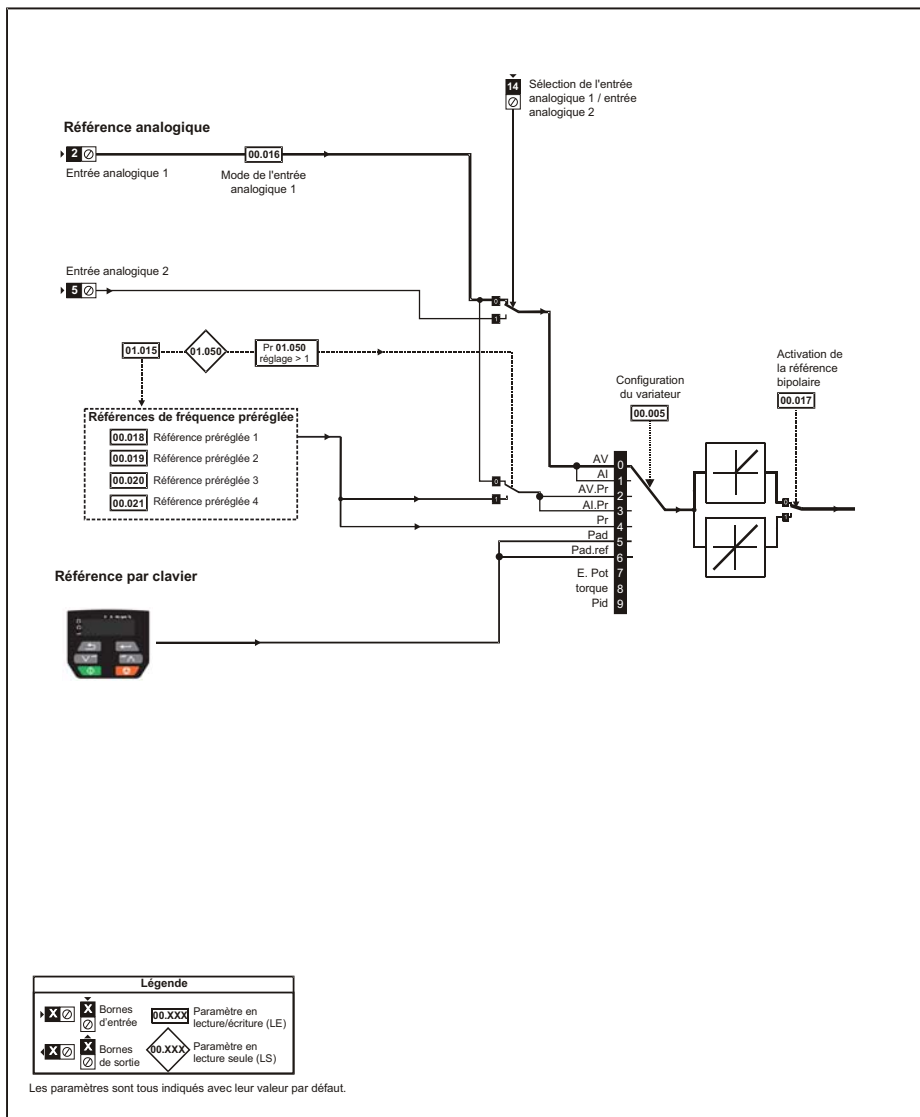 14
Sélection de l'entrée
analogique 1 / entrée
analogique 2
Référence analogique
2
00.016
Entrée analogique 1
Mode de l'entrée
analogique 1
Entrée analogique 2
5
0
1
01.015
01.050
Pr 01.050
réglage > 1
Références de fréquence préréglée
00.018 Référence préréglée 1
00.019 Référence préréglée 2
00.020 Référence préréglée 3
00.021 Référence préréglée 4
0
1
Configuration
du variateur
00.005
Activation de
la référence
bipolaire
00.017
AV 0
AI 1
AV.Pr 2
AI.Pr 3
Pr 4
Pad 5
Pad.ref 6
E. Pot 7
torque 8
Pid 9
0
1
Référence par clavier
Légende
X X Bornes
d'entrée
00.XXX Paramètre en
lecture/écriture (LE)
X X Bornes
de sortie
00.XXX Paramètre en
lecture seule (LS)
Les paramètres sont tous indiqués avec leur valeur par défaut.